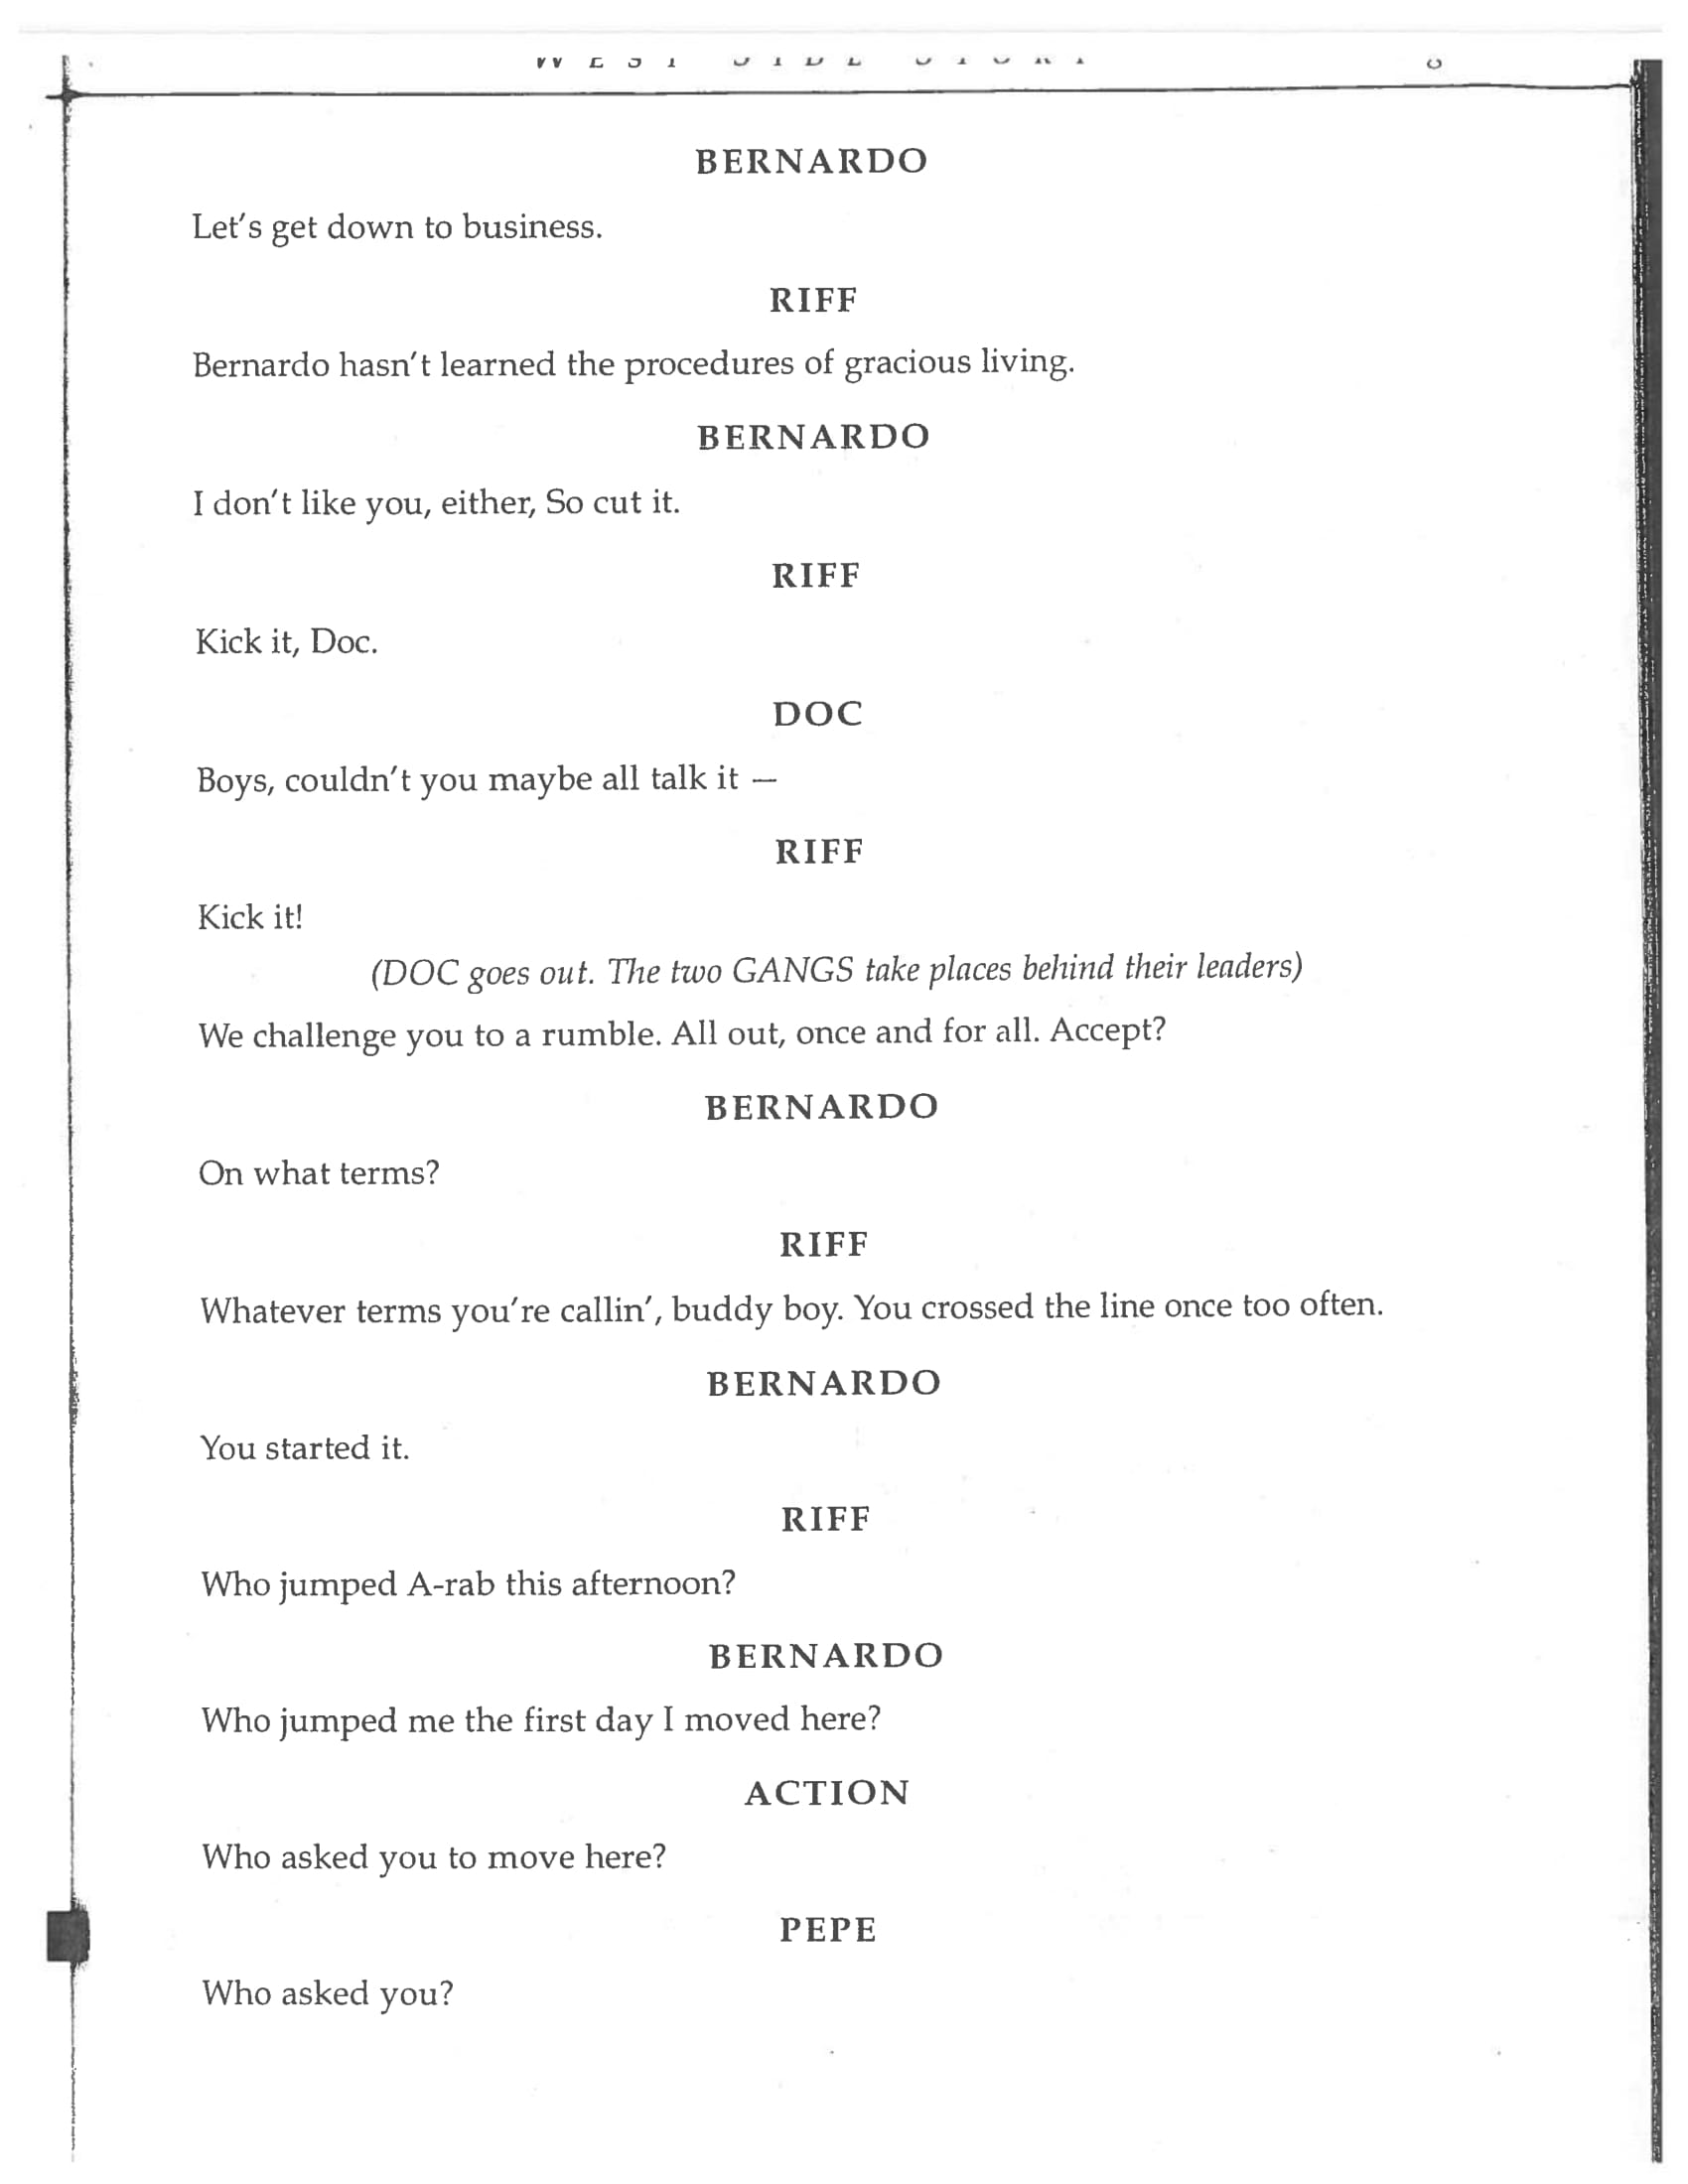 WEST SIDE STORY
BERNARDO
Let's get down to business.
RIFF
Bernardo hasn't learned the procedures of gracious living.
BERNARDO
I don't like you, either, So cut it.
RIFF
Kick it, Doc.
DOC
Boys, couldn't you maybe all talk it —
RIFF
Kick it!
(DOC goes out. The two GANGS take places behind their leaders)
We challenge you to a rumble. All out, once and for all. Accept?
BERNARDO
On what terms?
RIFF
Whatever terms you're callin', buddy boy. You crossed the line once too often.
BERNARDO
You started it.
RIFF
Who jumped A-rab this afternoon?
BERNARDO
Who jumped me the first day I moved here?
ACTION
Who asked you to move here?
PEPE
Who asked you?